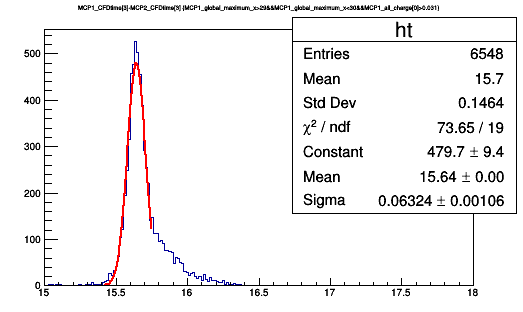 MCP1_CFDtime[3]-MCP2_CFDtime[3] {MCP1_global_maximum_x>29&&MCP1_global_maximum_x<30&&MCP1_all_charge[0]>0.031}
ht
Entries 6548
Mean 15.7
Std Dev 0.1464
χ² / ndf 73.65 / 19
Constant 479.7 ± 9.4
Mean 15.64 ± 0.00
Sigma 0.06324 ± 0.00106
500
400
300
200
100
0
15 15.5 16 16.5 17 17.5 18